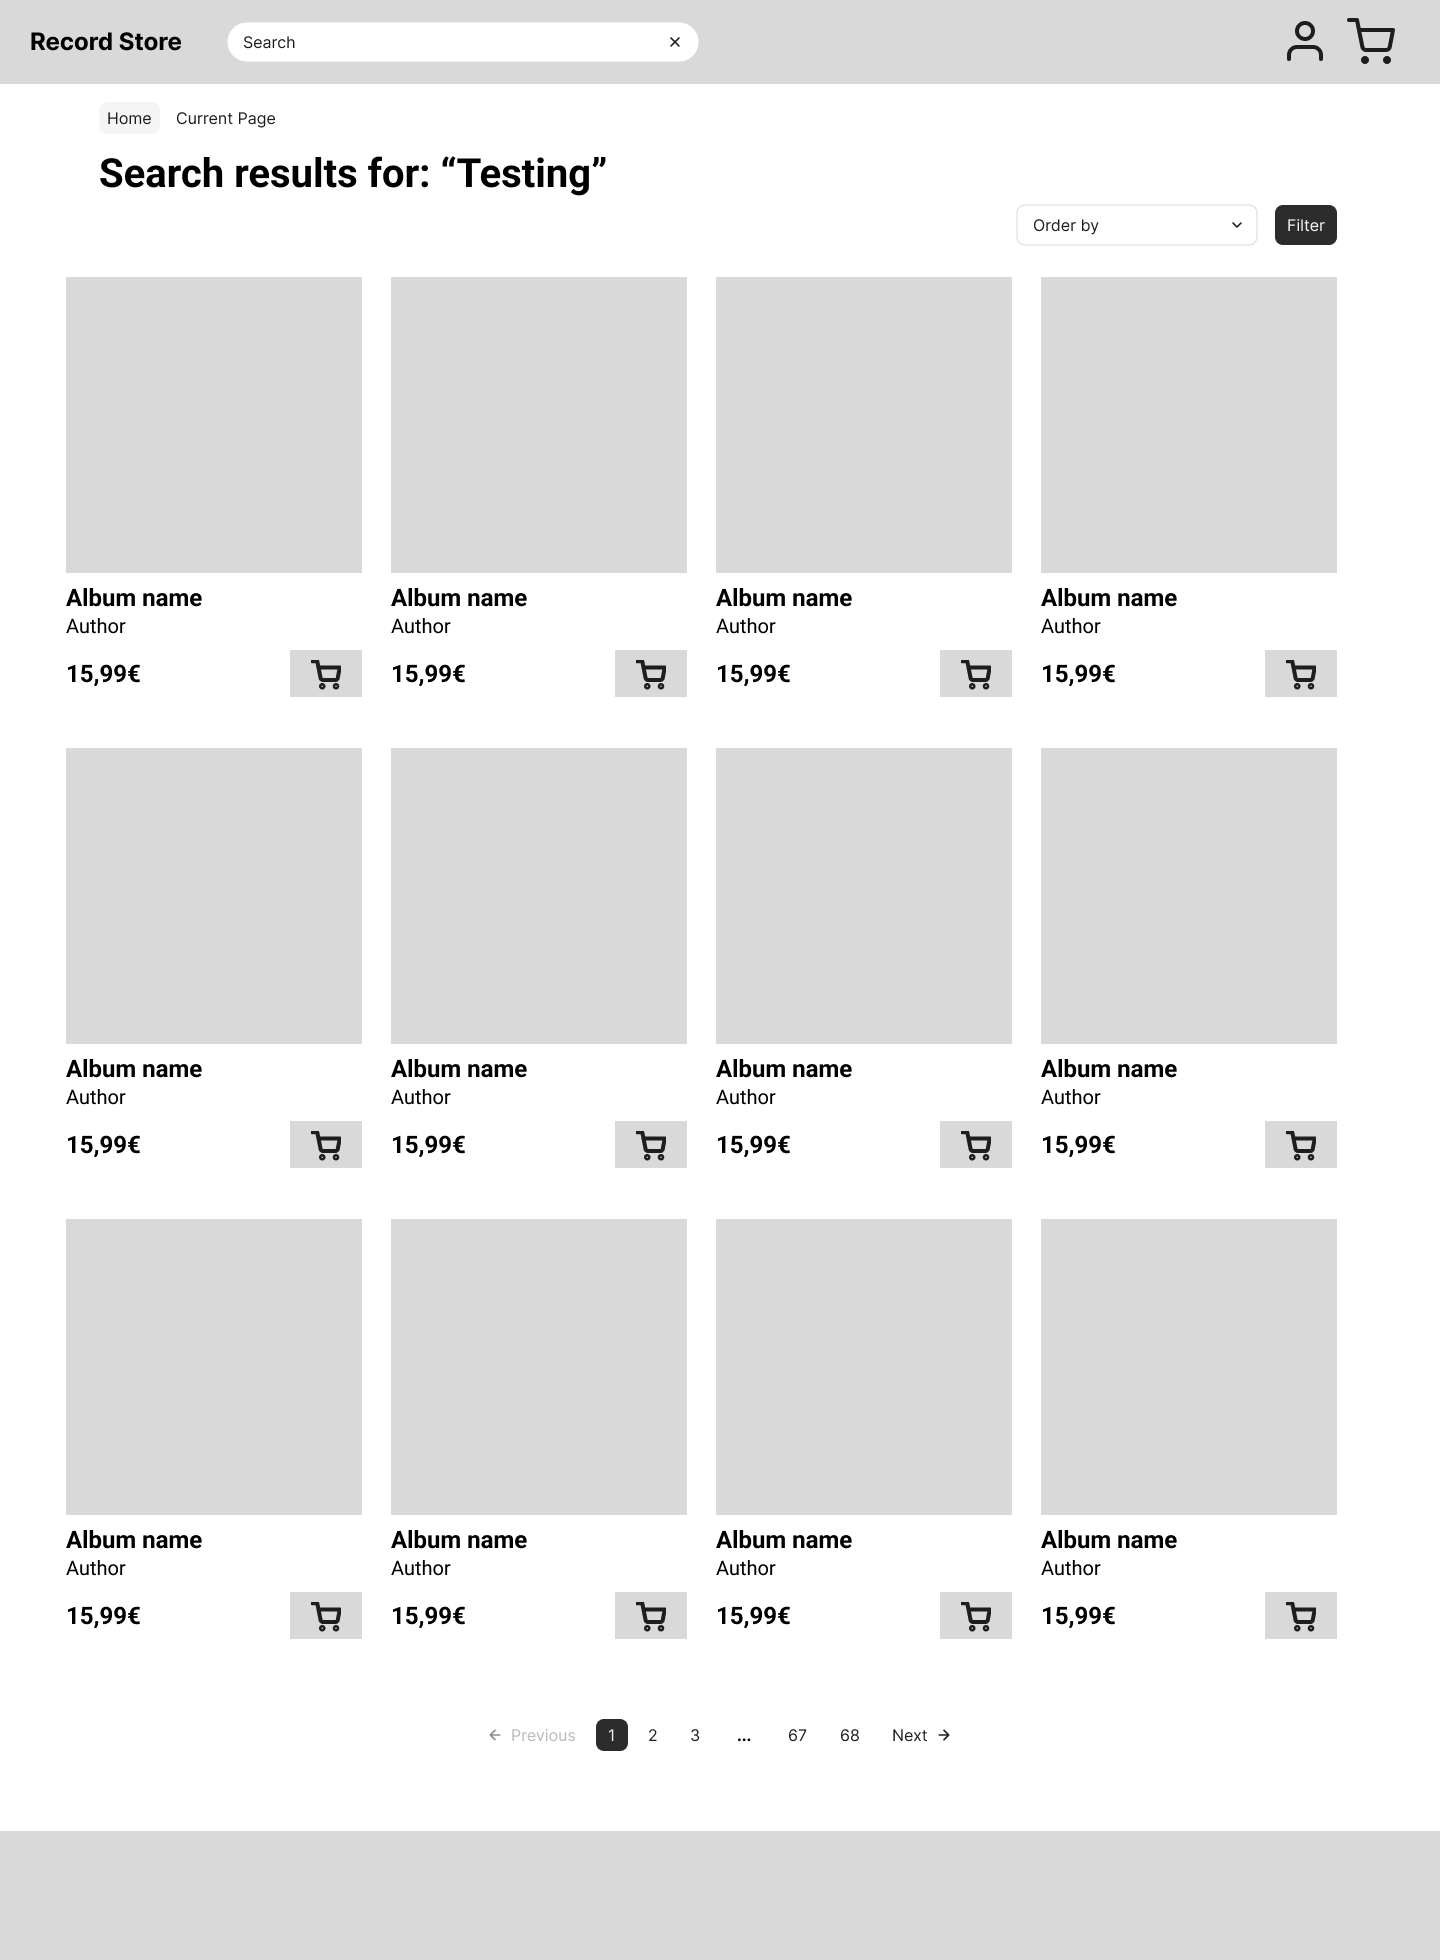 Record Store
Search
Home Current Page
Search results for: “Testing”
Order by
Filter
Album name Album name Album name Album name
Author Author Author Author
15,99€ 15,99€ 15,99€ 15,99€
Album name Album name Album name Album name
Author Author Author Author
15,99€ 15,99€ 15,99€ 15,99€
Album name Album name Album name Album name
Author Author Author Author
15,99€ 15,99€ 15,99€ 15,99€
Previous 1 2 3 ... 67 68 Next